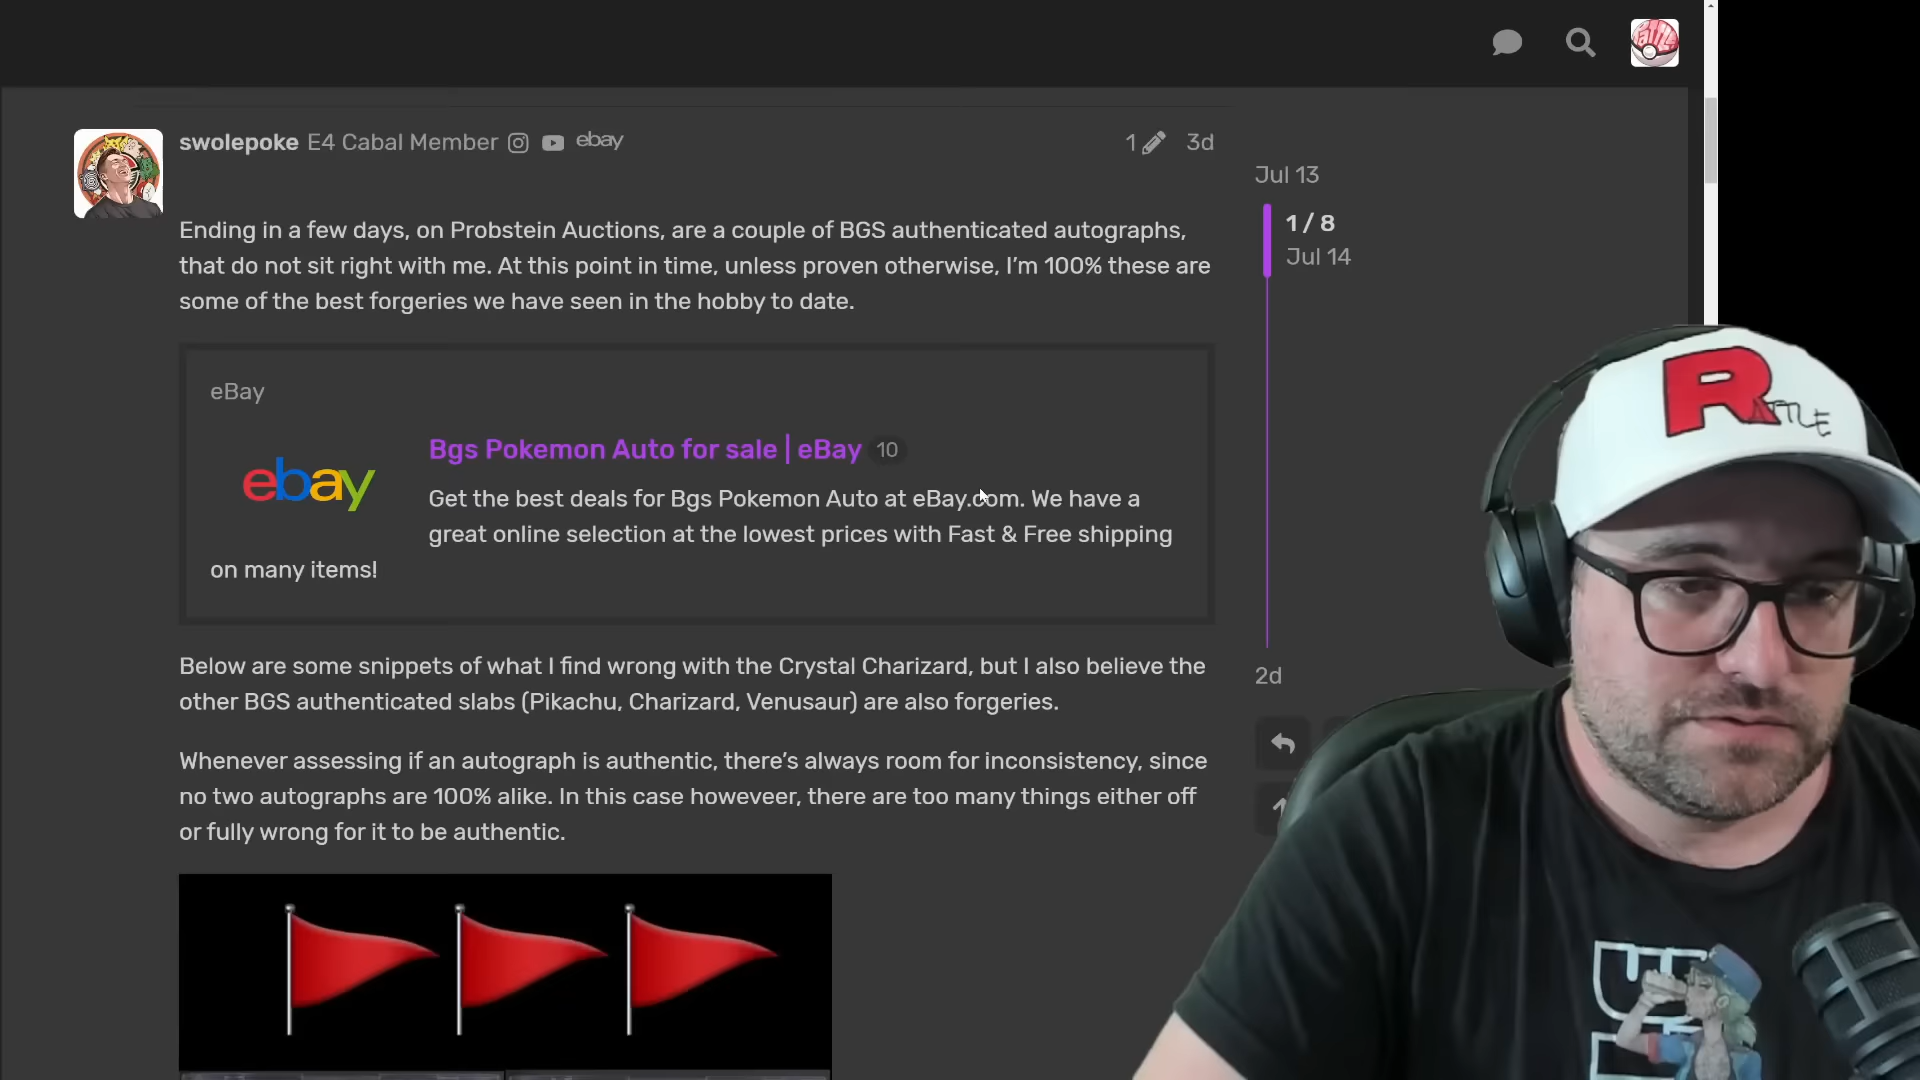 swolepoke E4 Cabal Member ebay 1 3d
Ending in a few days, on Probstein Auctions, are a couple of BGS authenticated autographs,
that do not sit right with me. At this point in time, unless proven otherwise, I'm 100% these are
some of the best forgeries we have seen in the hobby to date.
eBay
ebay
Bgs Pokemon Auto for sale | eBay 10
Get the best deals for Bgs Pokemon Auto at eBay.com. We have a
great online selection at the lowest prices with Fast & Free shipping
on many items!
Below are some snippets of what I find wrong with the Crystal Charizard, but I also believe the
other BGS authenticated slabs (Pikachu, Charizard, Venusaur) are also forgeries.
Whenever assessing if an autograph is authentic, there's always room for inconsistency, since
no two autographs are 100% alike. In this case howeveer, there are too many things either off
or fully wrong for it to be authentic.
Jul 13
1 / 8
Jul 14
2d
RATTLE